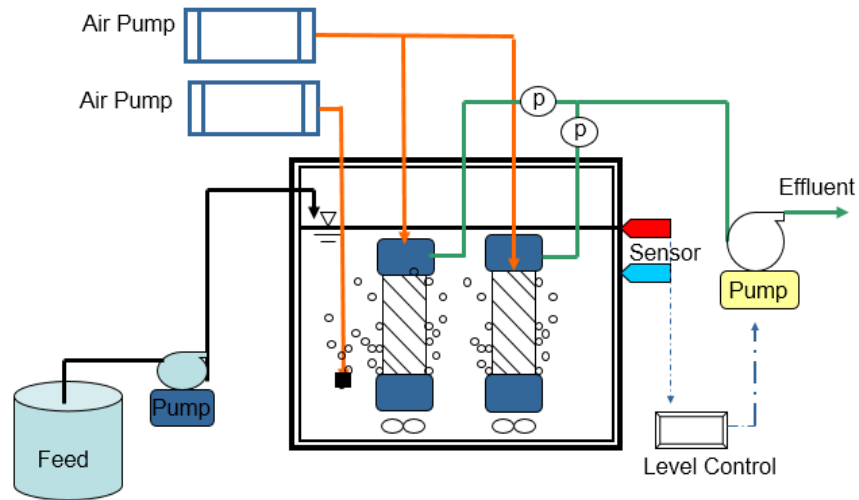 Air Pump
Air Pump
p
p
Effluent
Sensor
Pump
Pump
Feed
Level Control